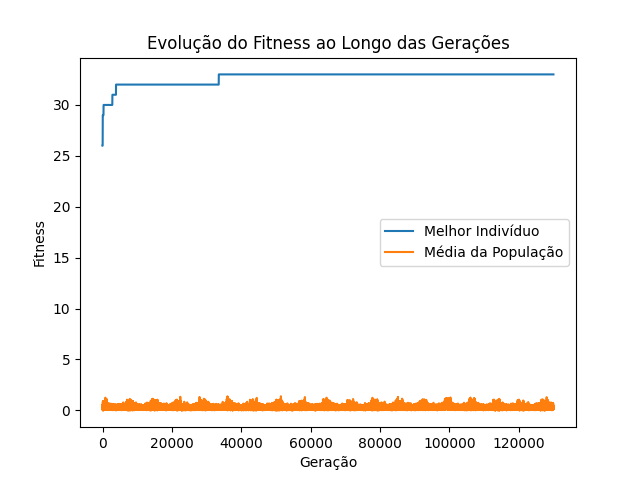 Evolução do Fitness ao Longo das Gerações
30
25
20
15
10
5
0
Fitness
Melhor Indivíduo
Média da População
0 20000 40000 60000 80000 100000 120000
Geração